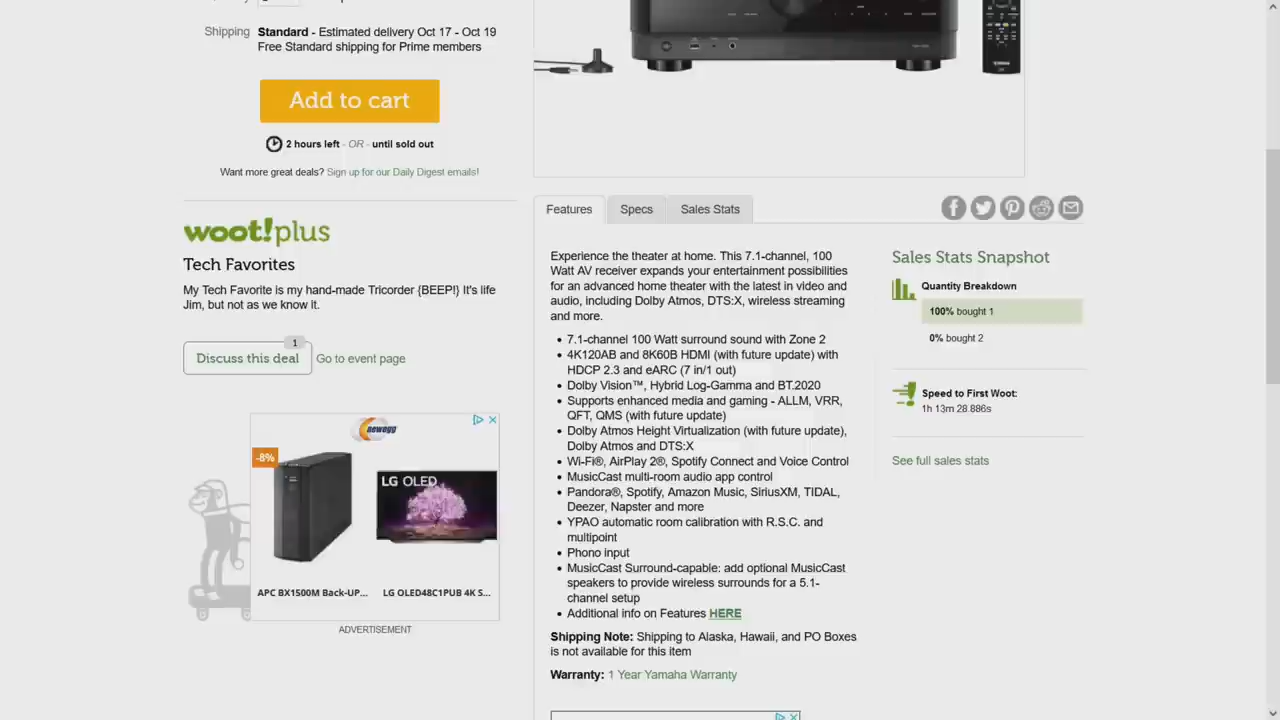 Shipping Standard - Estimated delivery Oct 17 - Oct 19
Free Standard shipping for Prime members
Add to cart
2 hours left - OR - until sold out
Want more great deals? Sign up for our Daily Digest emails!
woot!plus
Tech Favorites
My Tech Favorite is my hand-made Tricorder {BEEP!) It's life
Jim, but not as we know it.
1
Discuss this deal Go to event page
newegg
-8%
LG OLED
APC BX1500M Back-UP... LG OLED48C1PUB 4K S...
ADVERTISEMENT
Features Specs Sales Stats
Experience the theater at home. This 7.1-channel, 100
Watt AV receiver expands your entertainment possibilities
for an advanced home theater with the latest in video and
audio, including Dolby Atmos, DTS:X, wireless streaming
and more.
• 7.1-channel 100 Watt surround sound with Zone 2
• 4K120AB and 8K60B HDMI (with future update) with
HDCP 2.3 and eARC (7 in/1 out)
• Dolby Vision™, Hybrid Log-Gamma and BT.2020
• Supports enhanced media and gaming - ALLM, VRR,
QFT, QMS (with future update)
• Dolby Atmos Height Virtualization (with future update),
Dolby Atmos and DTS:X
• Wi-Fi®, AirPlay 2®, Spotify Connect and Voice Control
• MusicCast multi-room audio app control
• Pandora®, Spotify, Amazon Music, SiriusXM, TIDAL,
Deezer, Napster and more
• YPAO automatic room calibration with R.S.C. and
multipoint
• Phono input
• MusicCast Surround-capable: add optional MusicCast
speakers to provide wireless surrounds for a 5.1-
channel setup
• Additional info on Features HERE
Shipping Note: Shipping to Alaska, Hawaii, and PO Boxes
is not available for this item
Warranty: 1 Year Yamaha Warranty
Sales Stats Snapshot
Quantity Breakdown
100% bought 1
0% bought 2
Speed to First Woot:
1h 13m 28.886s
See full sales stats